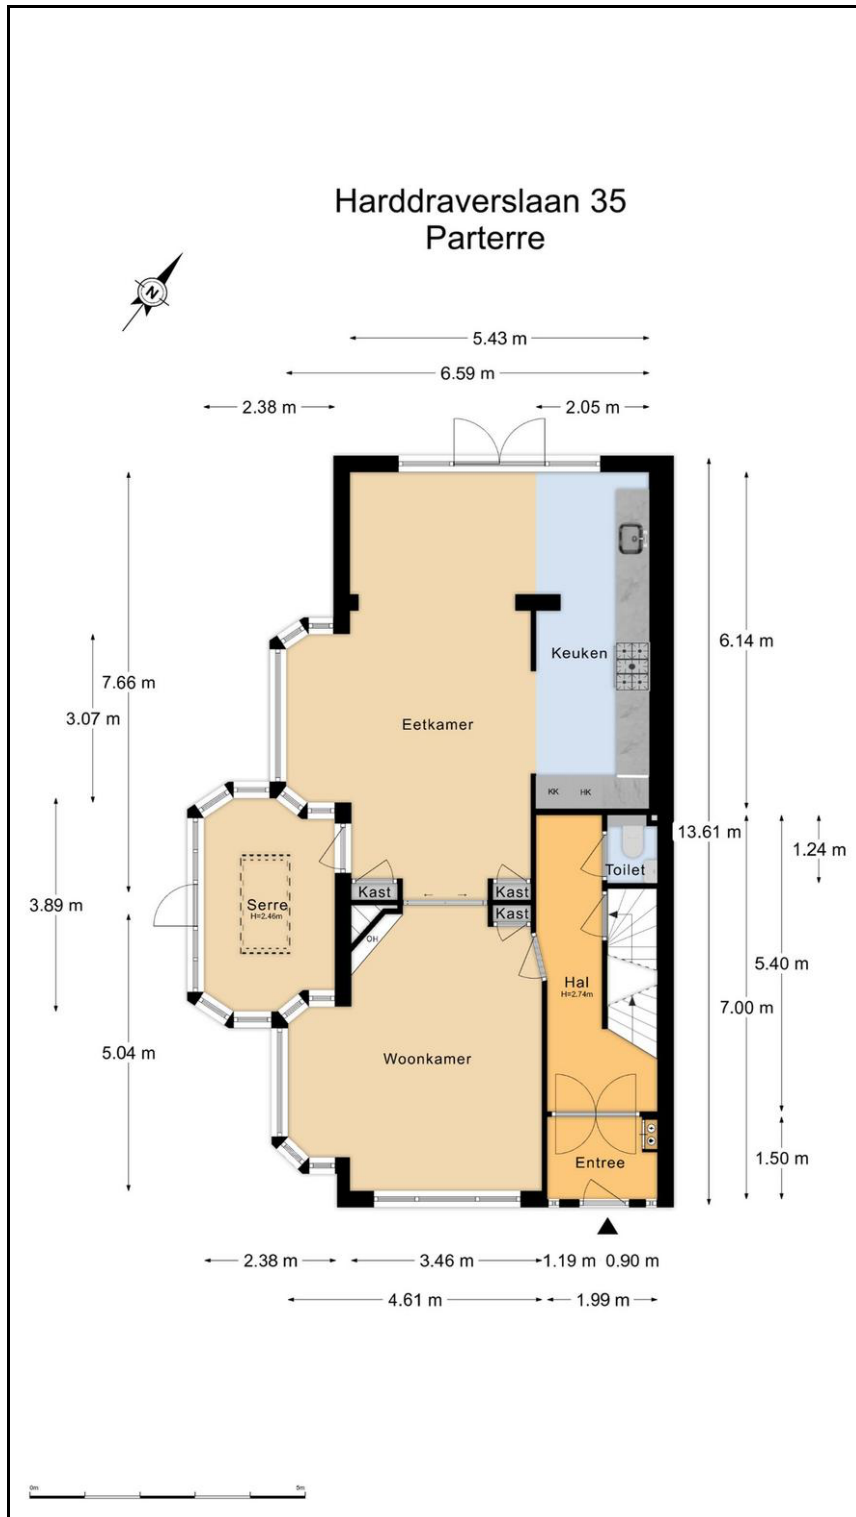 Harddraverslaan 35
Parterre
N
5.43 m
6.59 m
2.38 m
2.05 m
7.66 m
3.07 m
3.89 m
5.04 m
6.14 m
13.61 m
1.24 m
5.40 m
7.00 m
1.50 m
Keuken
Eetkamer
KK HK
Toilet
Kast
Kast
Kast
Serre
H=2.46m
OH
Hal
H=2.74m
Woonkamer
Entree
2.38 m
3.46 m
1.19 m 0.90 m
4.61 m
1.99 m
0m
5m